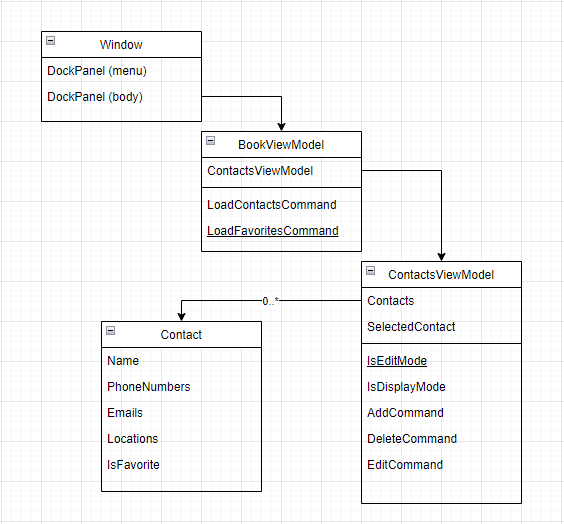 Window
DockPanel (menu)
DockPanel (body)
BookViewModel
ContactsViewModel
LoadContactsCommand
LoadFavoritesCommand
ContactsViewModel
Contacts
SelectedContact
IsEditMode
IsDisplayMode
AddCommand
DeleteCommand
EditCommand
0..*
Contact
Name
PhoneNumbers
Emails
Locations
IsFavorite